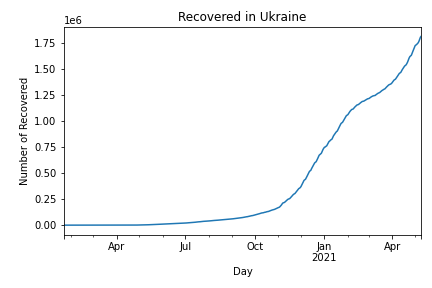 Recovered in Ukraine
1e6
1.75
1.50
1.25
1.00
0.75
0.50
0.25
0.00
Number of Recovered
Apr
Jul
Oct
Jan
2021
Apr
Day